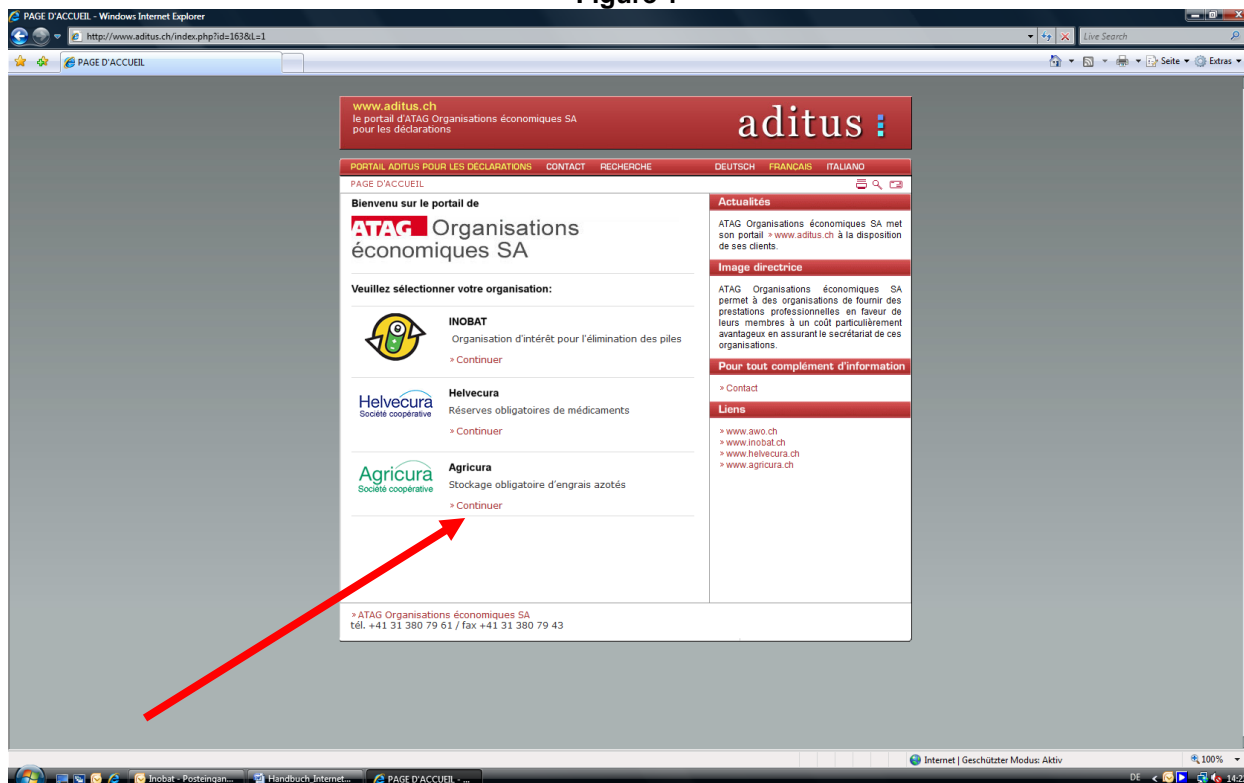 PAGE D'ACCUEIL - Windows Internet Explorer
http://www.aditus.ch/index.php?id=163&L=1
Live Search
PAGE D'ACCUEIL
Seite
Extras
www.aditus.ch
le portail d'ATAG Organisations économiques SA
pour les déclarations
aditus
PORTAIL ADITUS POUR LES DECLARATIONS CONTACT RECHERCHE DEUTSCH FRANCAIS ITALIANO
PAGE D'ACCUEIL
Bienvenu sur le portail de
ATAG Organisations
économiques SA
Veuillez sélectionner votre organisation:
INOBAT
Organisation d'intérêt pour l'élimination des piles
» Continuer
Helvecura
Société coopérative
Helvecura
Réserves obligatoires de médicaments
» Continuer
Agricura
Société coopérative
Agricura
Stockage obligatoire d'engrais azotés
» Continuer
Actualités
ATAG Organisations économiques SA met
son portail » www.aditus.ch à la disposition
de ses clients.
Image directrice
ATAG Organisations économiques SA
permet à des organisations de fournir des
prestations professionnelles en faveur de
leurs membres à un coût particulièrement
avantageux en assurant le secrétariat de ces
organisations.
Pour tout complément d'information
» Contact
Liens
» www.awo.ch
» www.inobat.ch
» www.helvecura.ch
» www.agricura.ch
» ATAG Organisations économiques SA
tél. +41 31 380 79 61 / fax +41 31 380 79 43
Internet | Geschützter Modus: Aktiv
100%
Inobat - Posteingan...
Handbuch_Internet...
PAGE D'ACCUEIL - ...
DE